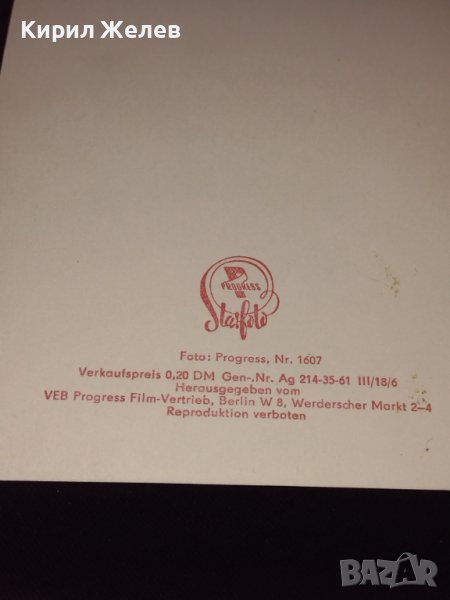 Кирил Желев
PROGRESS
Starfoto
Foto: Progress, Nr. 1607
Verkaufspreis 0,20 DM Gen.-Nr. Ag 214-35-61 III/18/6
Herausgegeben vom
VEB Progress Film-Vertrieb, Berlin W 8, Werderscher Markt 2–4
Reproduktion verboten
BAZAR